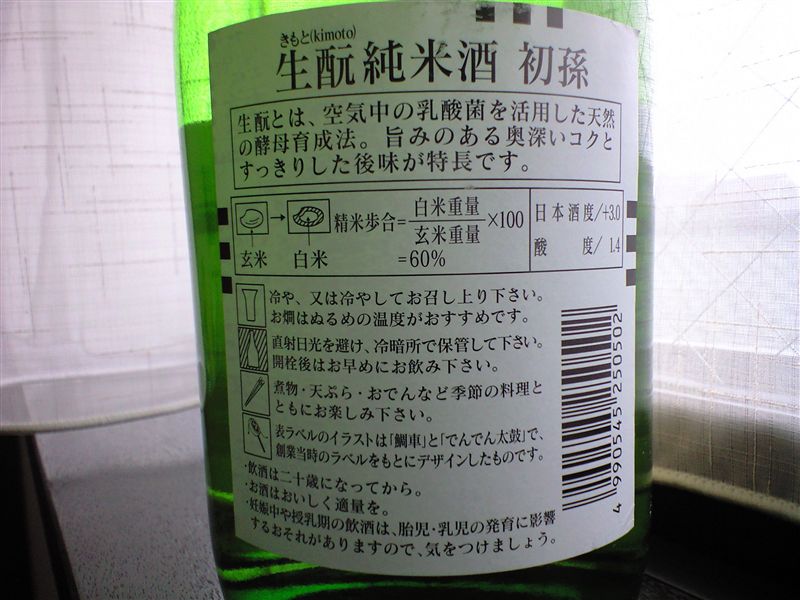 きもと(kimoto)
生酛純米酒 初孫
生酛とは、空気中の乳酸菌を活用した天然
の酵母育成法。旨みのある奥深いコクと
すっきりした後味が特長です。
精米歩合=白米重量/玄米重量×100
玄米 白米 =60%
日本酒度/+3.0
酸 度/ 1.4
冷や、又は冷やしてお召し上り下さい。
お燗はぬるめの温度がおすすめです。
直射日光を避け、冷暗所で保管して下さい。
開栓後はお早めにお飲み下さい。
煮物・天ぷら・おでんなど季節の料理と
ともにお楽しみ下さい。
表ラベルのイラストは「鯛車」と「でんでん太鼓」で、
創業当時のラベルをもとにデザインしたものです。
・飲酒は二十歳になってから。
・お酒はおいしく適量を。
・妊娠中や授乳期の飲酒は、胎児・乳児の発育に影響
するおそれがありますので、気をつけましょう。
4 990545 250502